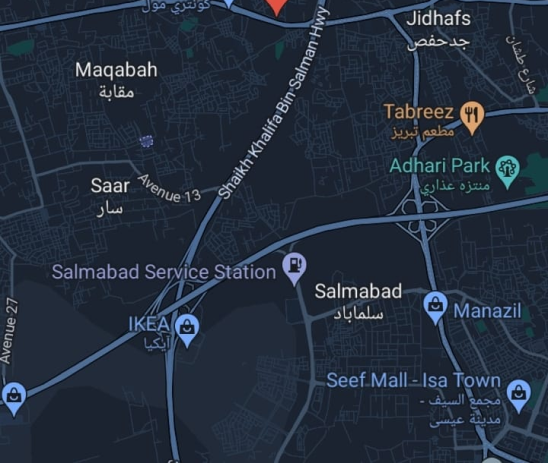 كونتري مول
Jidhafs
جدحفص
Maqabah
مقابة
Shaikh Khalifa Bin Salman Hwy
شارع طشان
Tabreez
مطعم تبريز
Adhari Park
منتزه عذاري
Saar
سار
Avenue 13
Salmabad Service Station
Salmabad
سلماباد
Avenue 27
IKEA
آيكيا
Manazil
Seef Mall - Isa Town
مجمع السيف -
مدينة عيسى